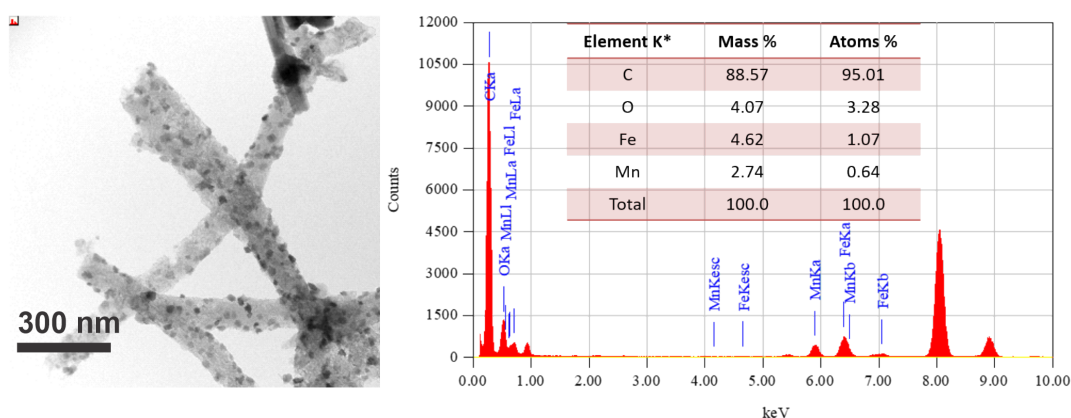 300 nm
Counts
12000
10500
9000
7500
6000
4500
3000
1500
0
Element K* Mass % Atoms %
C 88.57 95.01
O 4.07 3.28
Fe 4.62 1.07
Mn 2.74 0.64
Total 100.0 100.0
CKa
OKa
MnLl
MnLa
FeLl
FeLa
MnKesc
FeKesc
MnKa
FeKa
MnKb
FeKb
0.00 1.00 2.00 3.00 4.00 5.00 6.00 7.00 8.00 9.00 10.00
keV